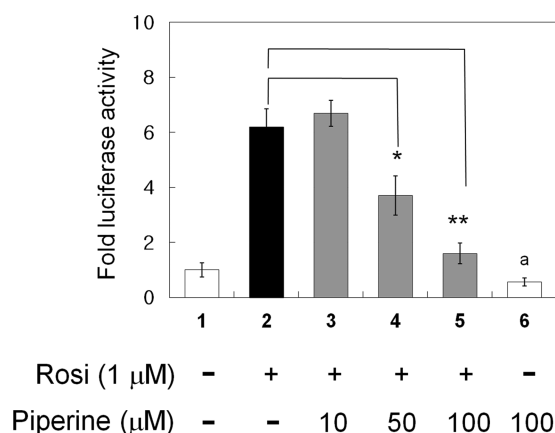 10
8
6
4
2
0
Fold luciferase activity
*
**
a
1 2 3 4 5 6
Rosi (1 μM) - + + + + -
Piperine (μM) - - 10 50 100 100